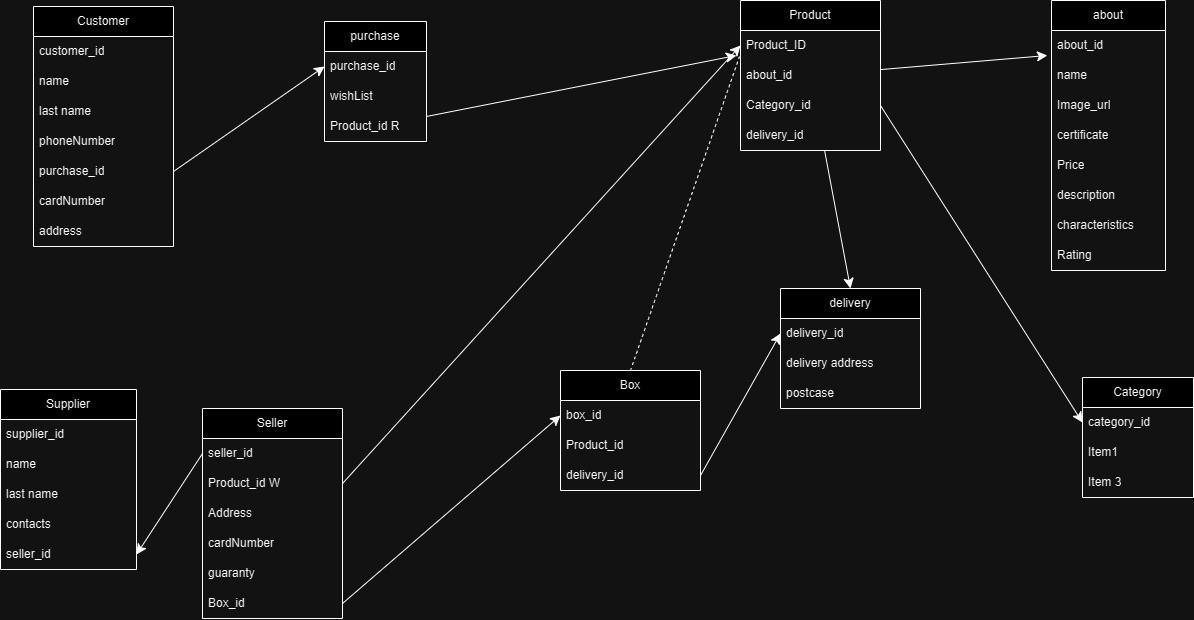 Customer
customer_id
name
last name
phoneNumber
purchase_id
cardNumber
address
purchase
purchase_id
wishList
Product_id R
Product
Product_ID
about_id
Category_id
delivery_id
about
about_id
name
Image_url
certificate
Price
description
characteristics
Rating
delivery
delivery_id
delivery address
postcase
Box
box_id
Product_id
delivery_id
Category
category_id
Item1
Item 3
Supplier
supplier_id
name
last name
contacts
seller_id
Seller
seller_id
Product_id W
Address
cardNumber
guaranty
Box_id